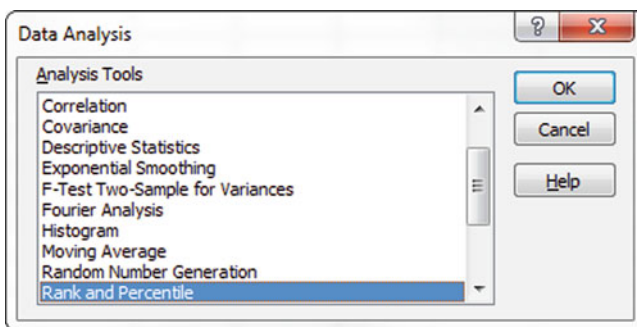 Data Analysis
?
Analysis Tools
Correlation
Covariance
Descriptive Statistics
Exponential Smoothing
F-Test Two-Sample for Variances
Fourier Analysis
Histogram
Moving Average
Random Number Generation
Rank and Percentile
OK
Cancel
Help